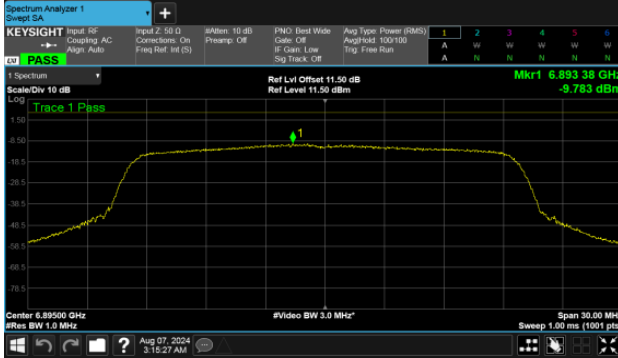 Spectrum Analyzer 1
Swept SA
+
KEYSIGHT Input: RF
Coupling: AC
Align: Auto
Input Z: 50 Ω
Corrections: On
Freq Ref: Int (S)
#Atten: 10 dB
Preamp: Off
PNO: Best Wide
Gate: Off
IF Gain: Low
Sig Track: Off
Avg Type: Power (RMS)
Avg|Hold: 100/100
Trig: Free Run
1 2 3 4 5 6
A W W W W W
A N N N N N
LXI PASS
1 Spectrum
Scale/Div 10 dB
Ref Lvl Offset 11.50 dB
Ref Level 11.50 dBm
Mkr1 6.893 38 GHz
-9.783 dBm
Log
Trace 1 Pass
1.50
-8.50
-18.5
-28.5
-38.5
-48.5
-58.5
-68.5
-78.5
1
Center 6.89500 GHz
#Res BW 1.0 MHz
#Video BW 3.0 MHz*
Span 30.00 MHz
Sweep 1.00 ms (1001 pts)
?
Aug 07, 2024
3:15:27 AM